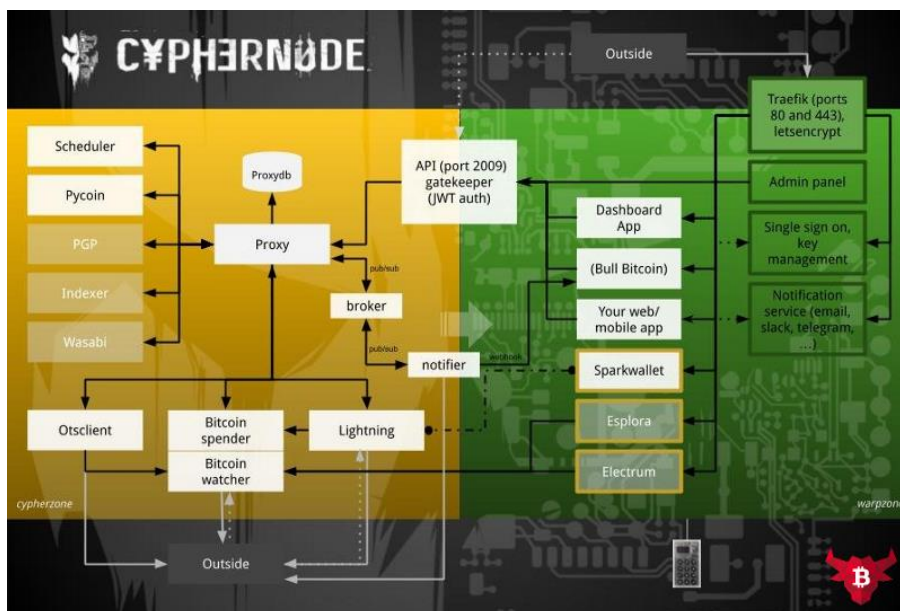 C¥PHƎRNØDE
Outside
Traefik (ports
80 and 443),
letsencrypt
Scheduler
Pycoin
PGP
Indexer
Wasabi
Proxydb
Proxy
API (port 2009)
gatekeeper
(JWT auth)
Admin panel
Dashboard
App
Single sign on,
key
management
(Bull Bitcoin)
pub/sub
broker
Your web/
mobile app
Notification
service (email,
slack, telegram,
...)
pub/sub
notifier
webhook
Sparkwallet
Otsclient
Bitcoin
spender
Bitcoin
watcher
Lightning
Esplora
Electrum
cypherzone
warpzone
Outside